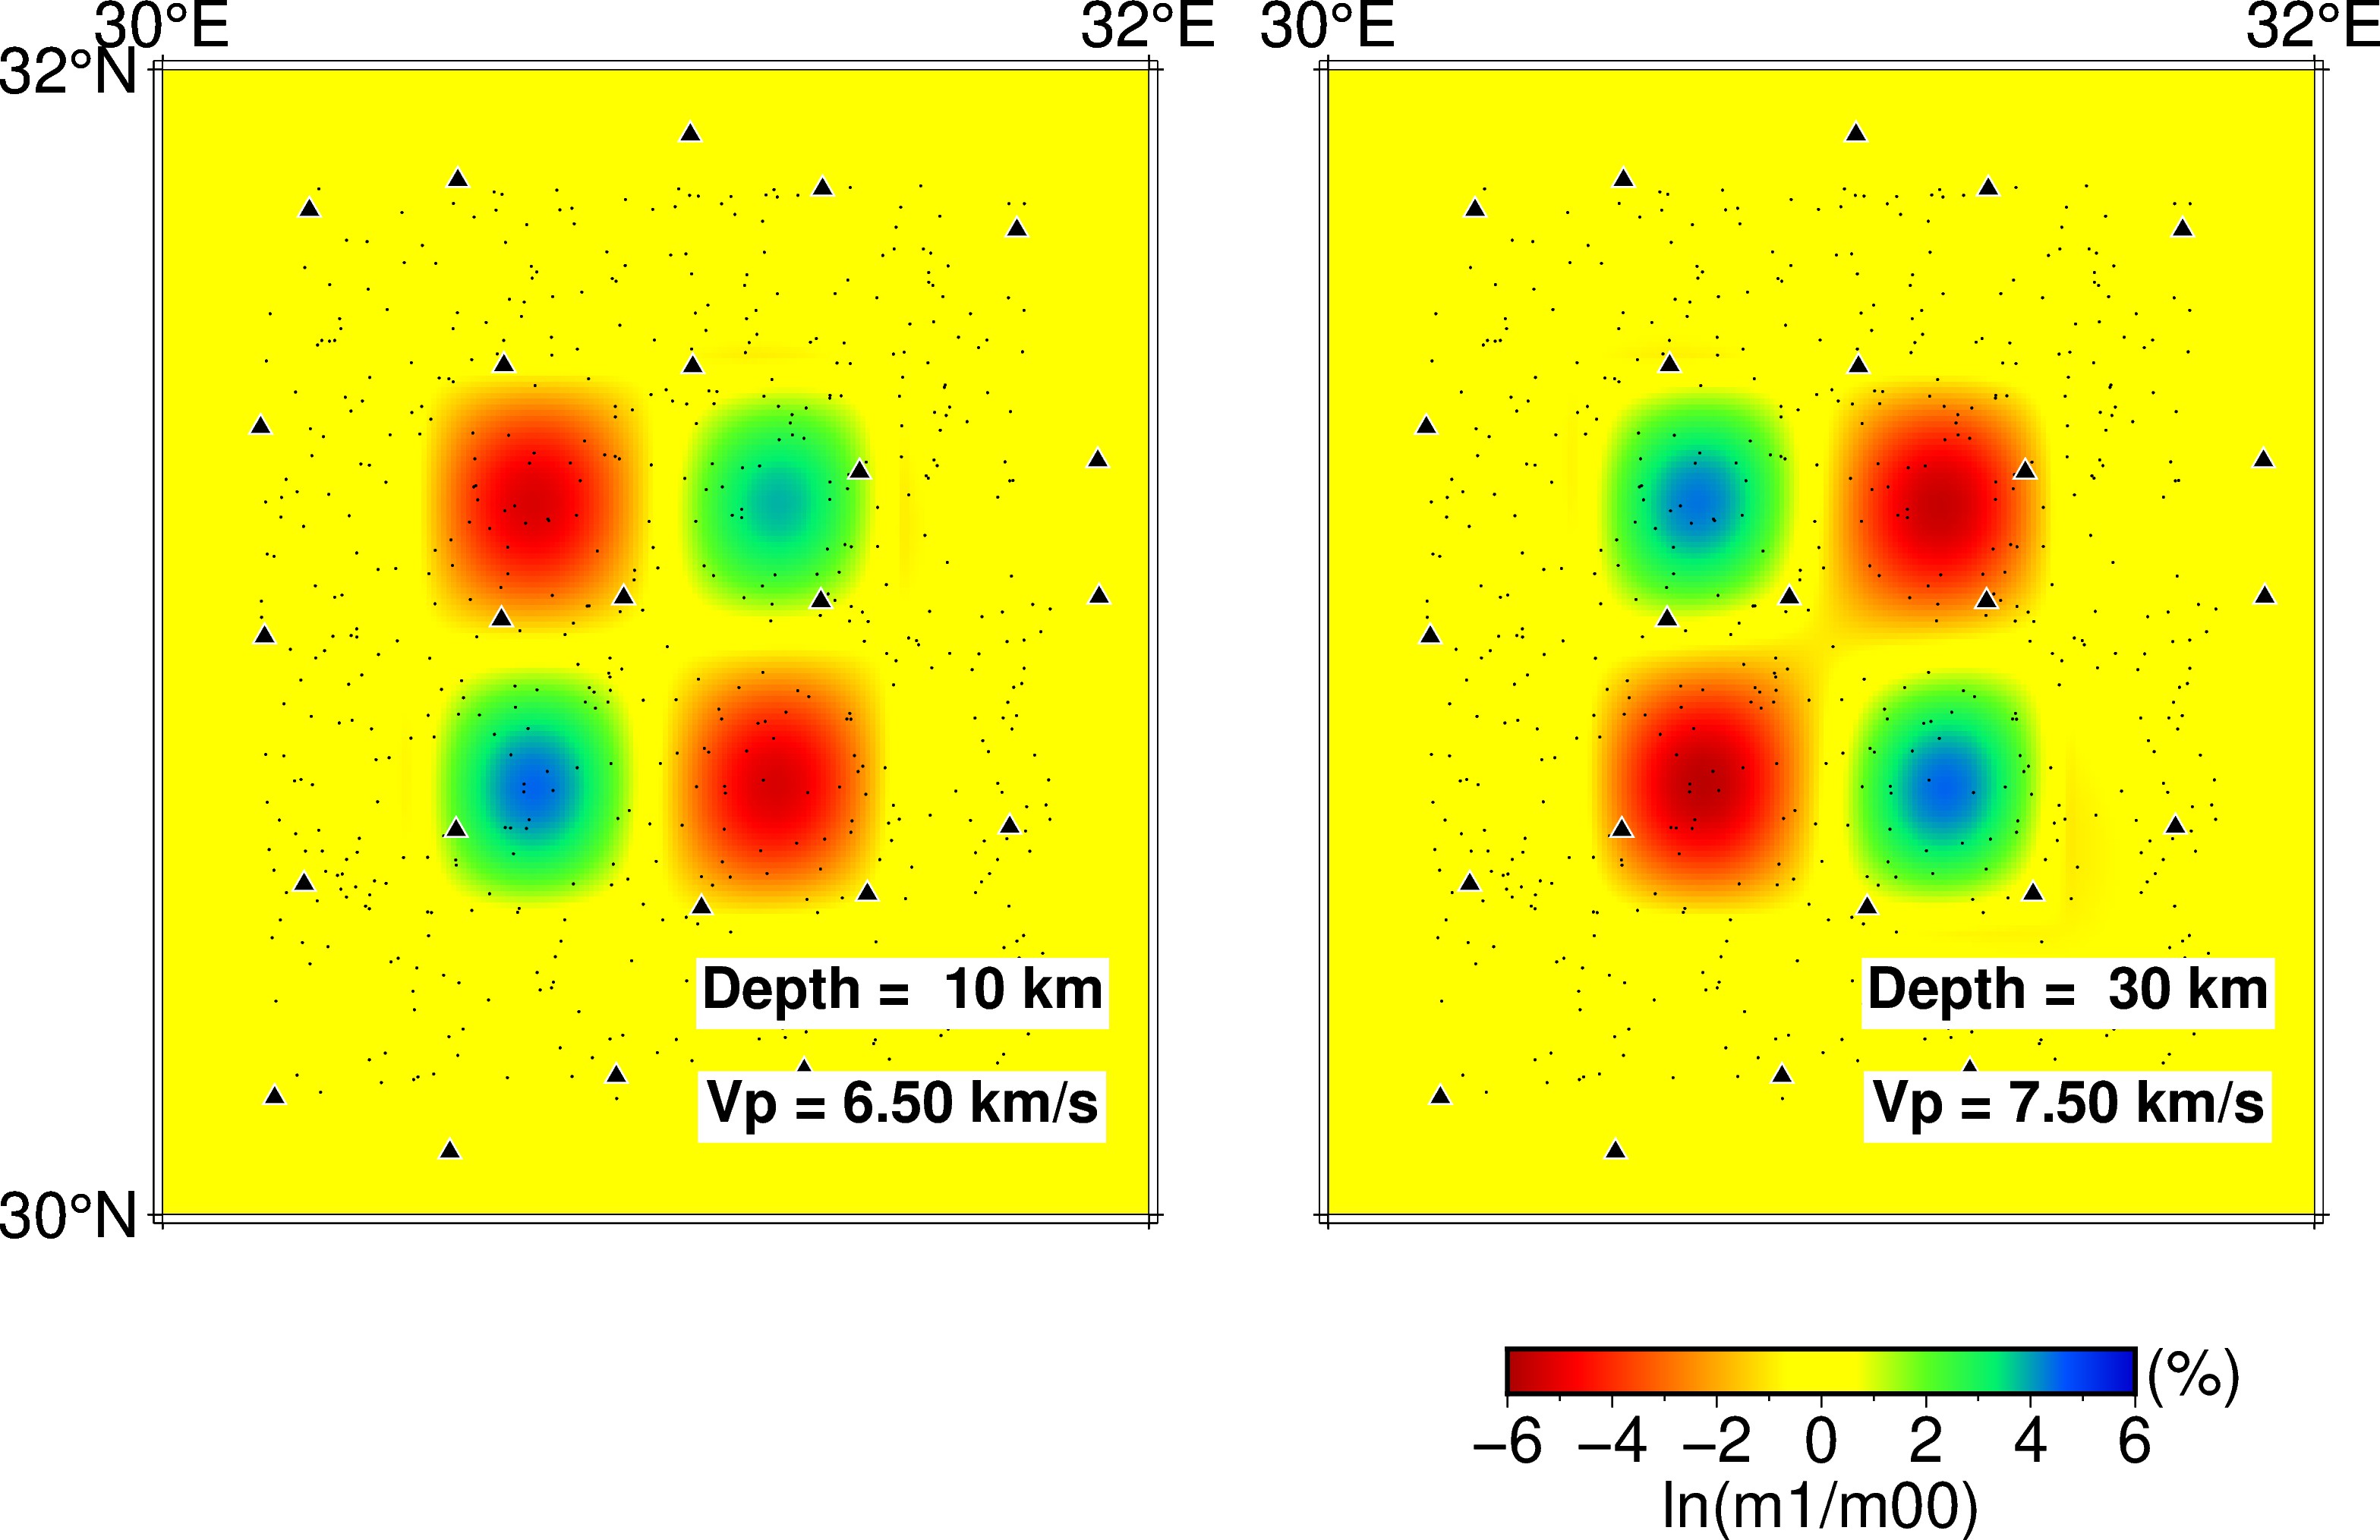 30°E 32°E 30°E 32°E
32°N
Depth = 10 km
Depth = 30 km
Vp = 6.50 km/s
Vp = 7.50 km/s
30°N
(%)
−6 −4 −2 0 2 4 6
ln(m1/m00)